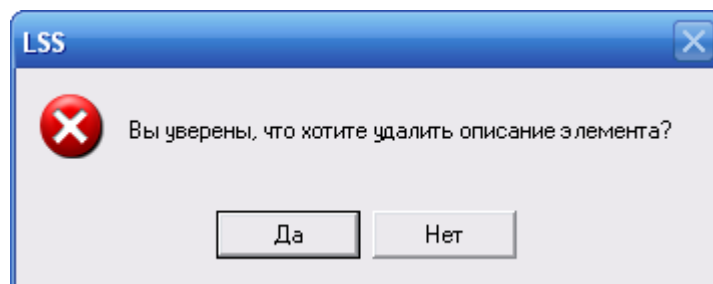 LSS
Вы уверены, что хотите удалить описание элемента?
Да
Нет